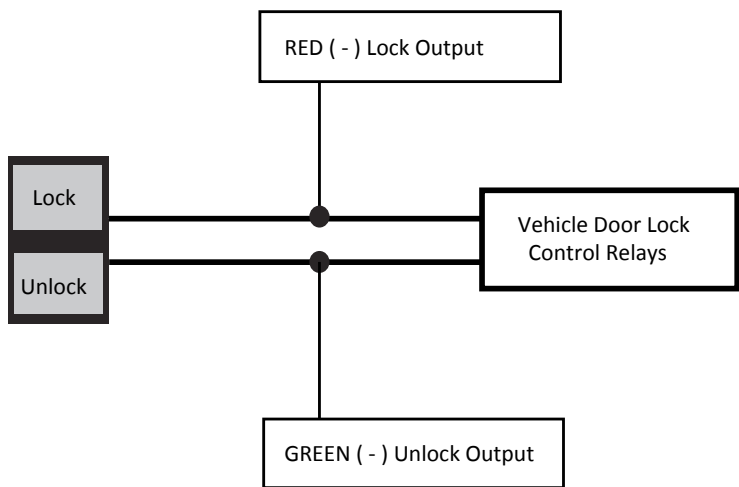 RED ( - ) Lock Output
Lock
Unlock
Vehicle Door Lock
Control Relays
GREEN ( - ) Unlock Output